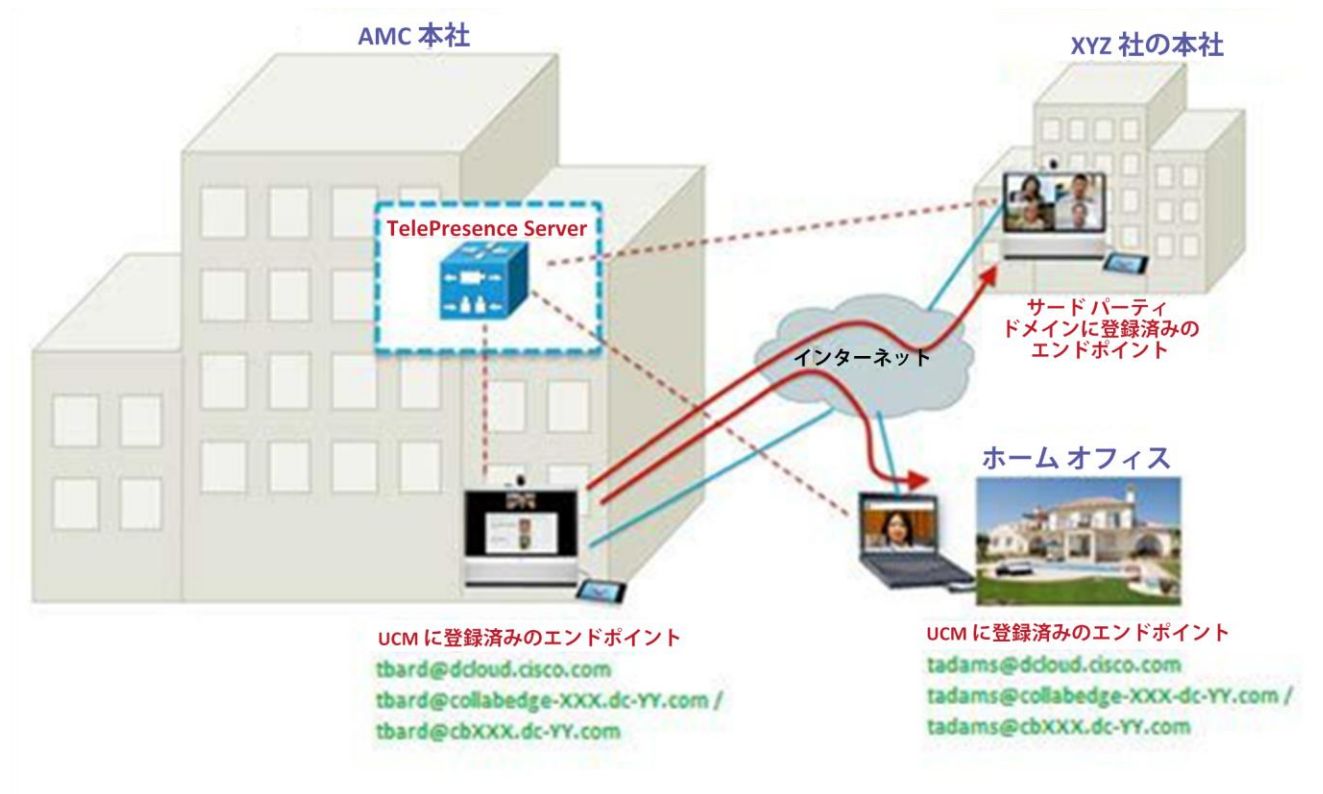 AMC 本社
XYZ 社の本社
TelePresence Server
サード パーティ
ドメインに登録済みの
エンドポイント
インターネット
ホーム オフィス
UCM に登録済みのエンドポイント
tbard@dcloud.cisco.com
tbard@collabedge-XXX.dc-YY.com /
tbard@cbXXX.dc-YY.com
UCM に登録済みのエンドポイント
tadams@dcloud.cisco.com
tadams@collabedge-XXX-dc-YY.com /
tadams@cbXXX.dc-YY.com